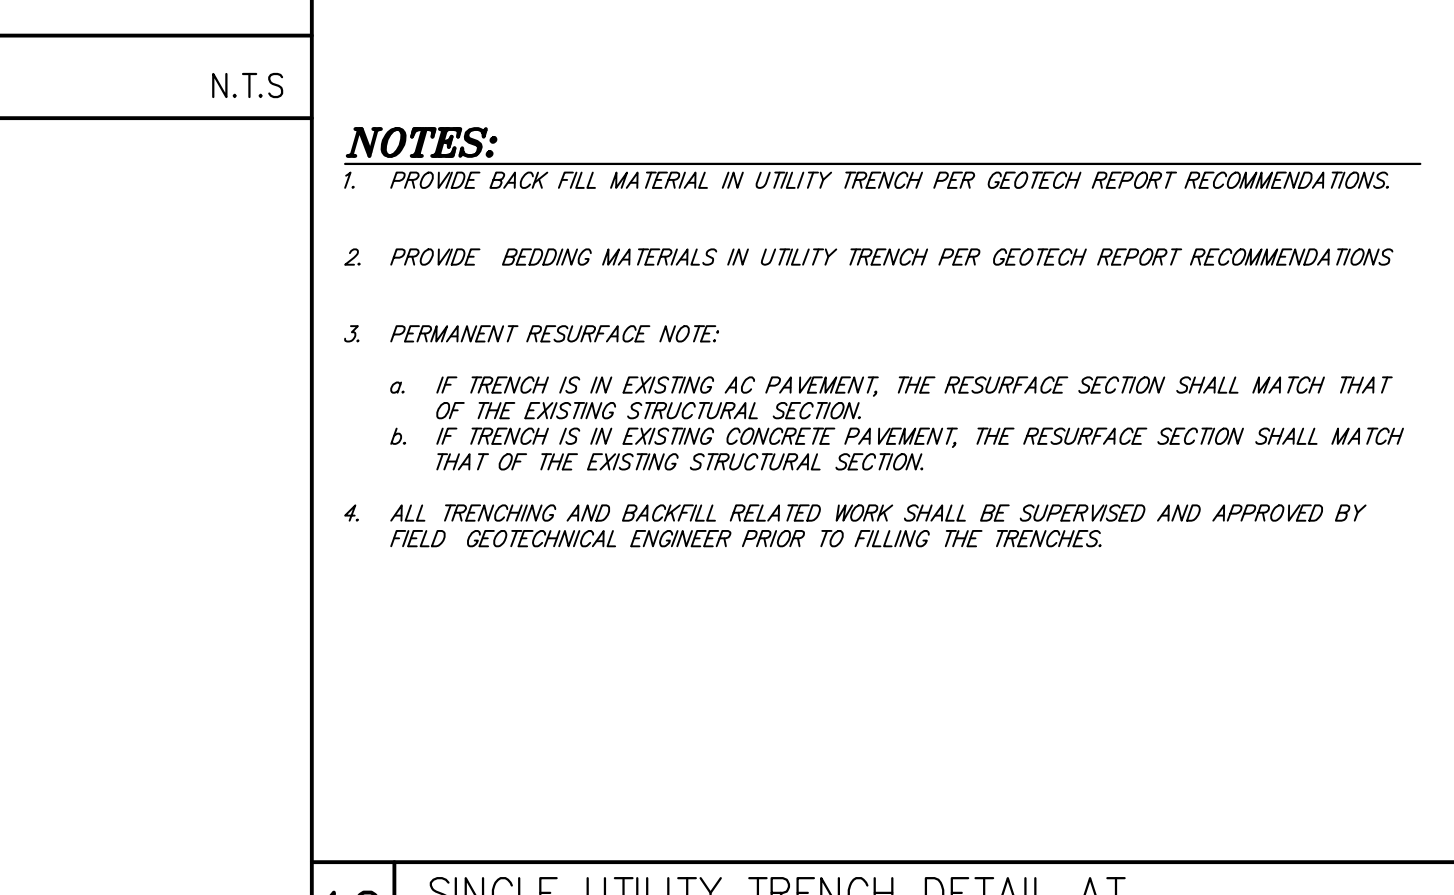 N.T.S
NOTES:
1. PROVIDE BACK FILL MATERIAL IN UTILITY TRENCH PER GEOTECH REPORT RECOMMENDATIONS.
2. PROVIDE BEDDING MATERIALS IN UTILITY TRENCH PER GEOTECH REPORT RECOMMENDATIONS
3. PERMANENT RESURFACE NOTE:
a. IF TRENCH IS IN EXISTING AC PAVEMENT, THE RESURFACE SECTION SHALL MATCH THAT
OF THE EXISTING STRUCTURAL SECTION.
b. IF TRENCH IS IN EXISTING CONCRETE PAVEMENT, THE RESURFACE SECTION SHALL MATCH
THAT OF THE EXISTING STRUCTURAL SECTION.
4. ALL TRENCHING AND BACKFILL RELATED WORK SHALL BE SUPERVISED AND APPROVED BY
FIELD GEOTECHNICAL ENGINEER PRIOR TO FILLING THE TRENCHES.
SINGLE UTILITY TRENCH DETAIL AT